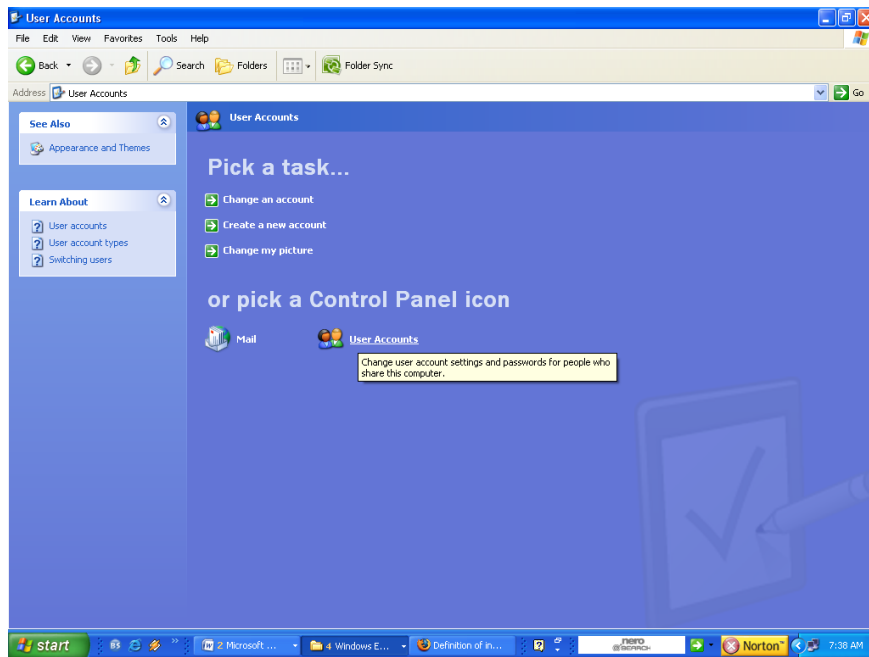 User Accounts
File Edit View Favorites Tools Help
Back Search Folders Folder Sync
Address User Accounts Go
See Also
Appearance and Themes
Learn About
User accounts
User account types
Switching users
User Accounts
Pick a task...
Change an account
Create a new account
Change my picture
or pick a Control Panel icon
Mail User Accounts
Change user account settings and passwords for people who
share this computer.
start 2 Microsoft ... 4 Windows E... Definition of in... nero Norton™ 7:38 AM